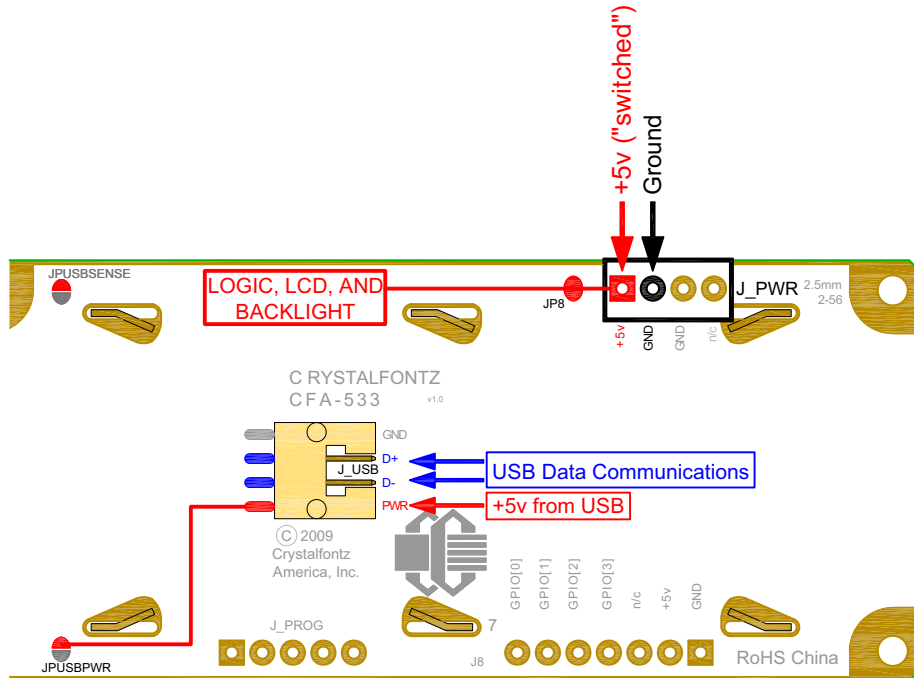 +5v ("switched")
Ground
JPUSBSENSE
LOGIC, LCD, AND
BACKLIGHT
JP8
J_PWR
2.5mm
2-56
+5v
GND
GND
n/c
C RYSTALFONTZ
CFA-533
v1.0
GND
D+
J_USB
D-
PWR
USB Data Communications
+5v from USB
C 2009
Crystalfontz
America, Inc.
GPIO[0]
GPIO[1]
GPIO[2]
GPIO[3]
n/c
+5v
GND
J_PROG
7
J8
RoHS China
JPUSBPWR